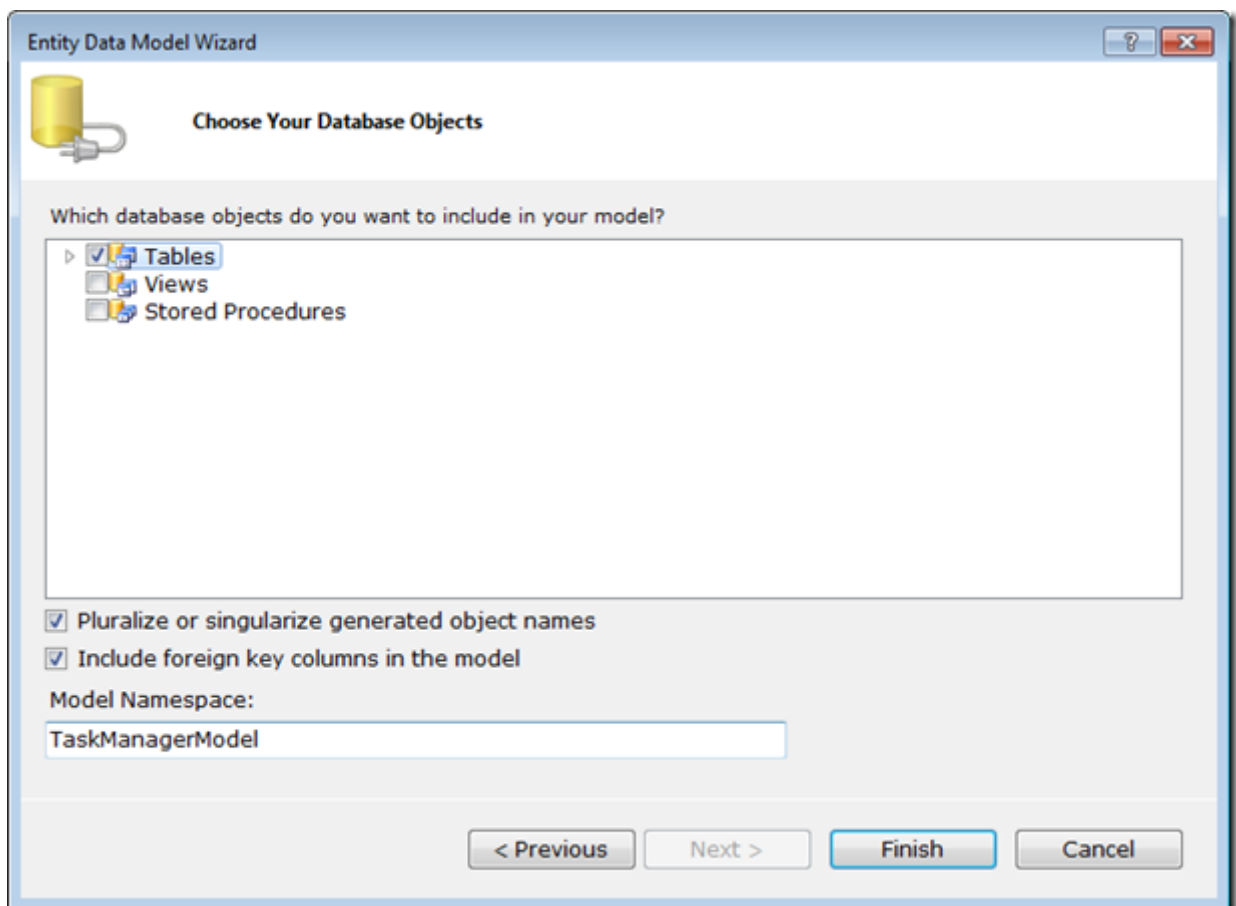 Entity Data Model Wizard
Choose Your Database Objects
Which database objects do you want to include in your model?
Tables
Views
Stored Procedures
Pluralize or singularize generated object names
Include foreign key columns in the model
Model Namespace:
TaskManagerModel
< Previous Next > Finish Cancel